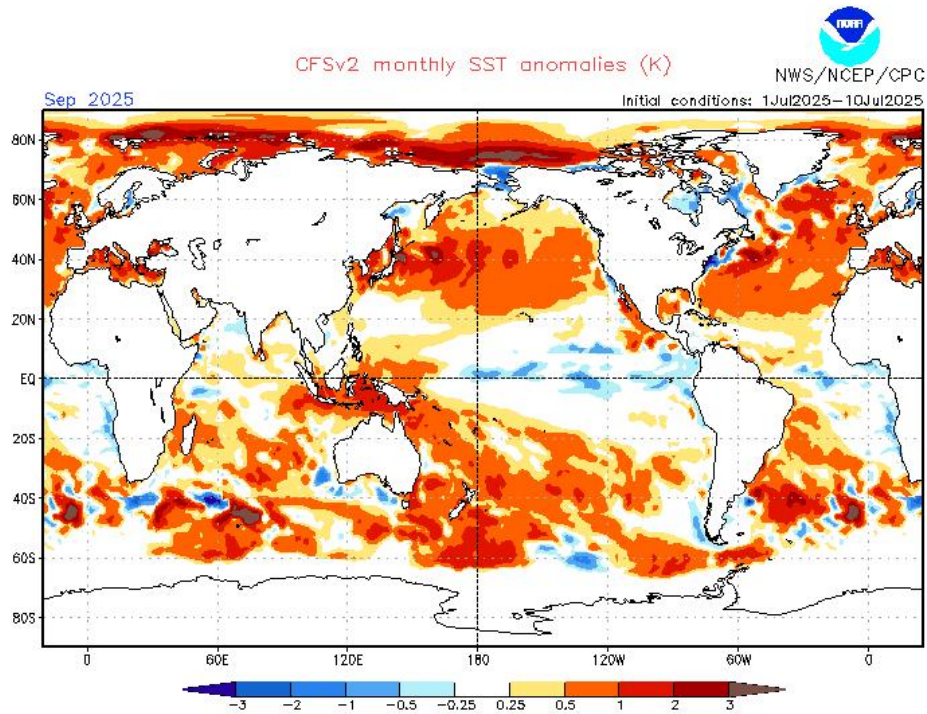 NOAA
CFSv2 monthly SST anomalies (K)
NWS/NCEP/CPC
Sep 2025
Initial conditions: 1Jul2025-10Jul2025
80N
60N
40N
20N
EQ
20S
40S
60S
80S
0 60E 120E 180 120W 60W 0
-3 -2 -1 -0.5 -0.25 0.25 0.5 1 2 3